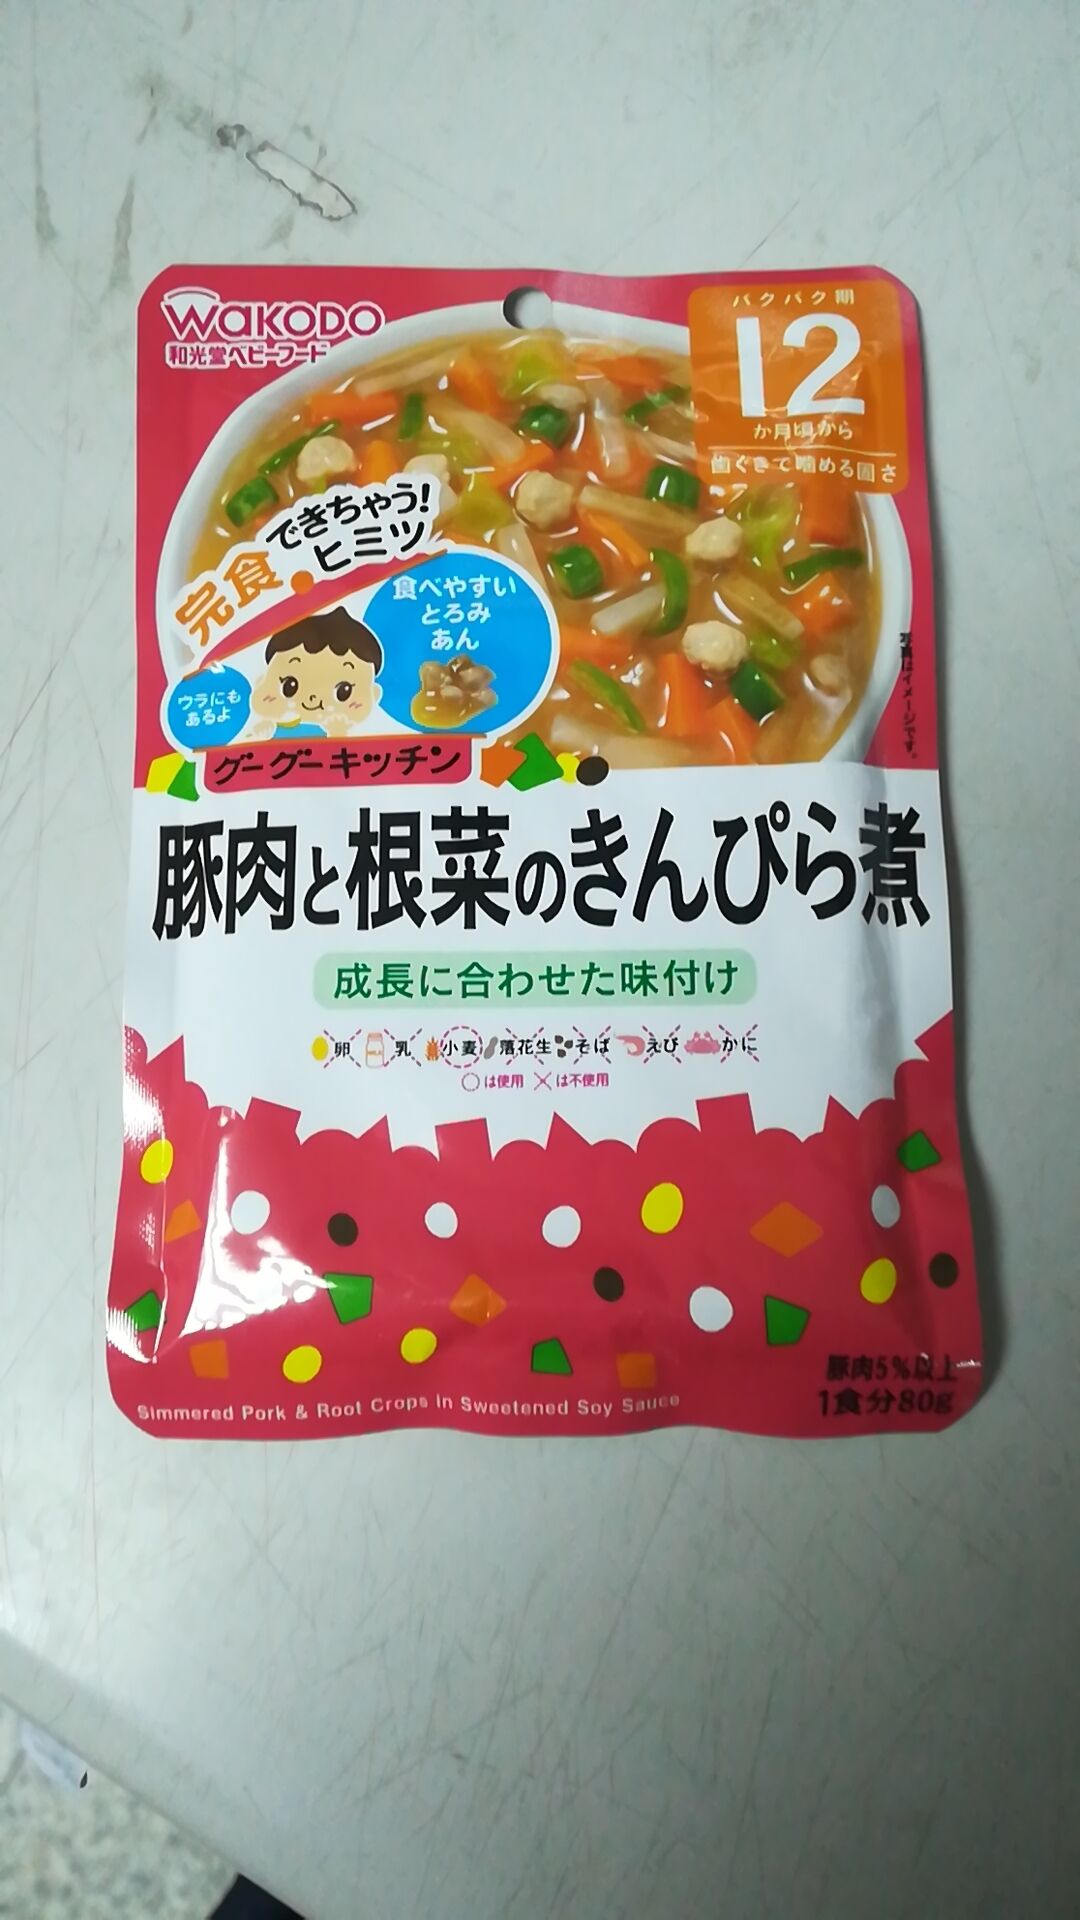 WAKODO
和光堂ベビーフード
パクパク期
12
か月頃から
歯ぐきで噛める固さ
完食できちゃう!
ヒミツ
食べやすい
とろみ
あん
ウラにも
あるよ
写真はイメージです。
グーグーキッチン
豚肉と根菜のきんぴら煮
成長に合わせた味付け
卵 乳 小麦 落花生 そば えび かに
○は使用 ×は不使用
豚肉5%以上
1食分80g
Simmered Pork & Root Crops in Sweetened Soy Sauce